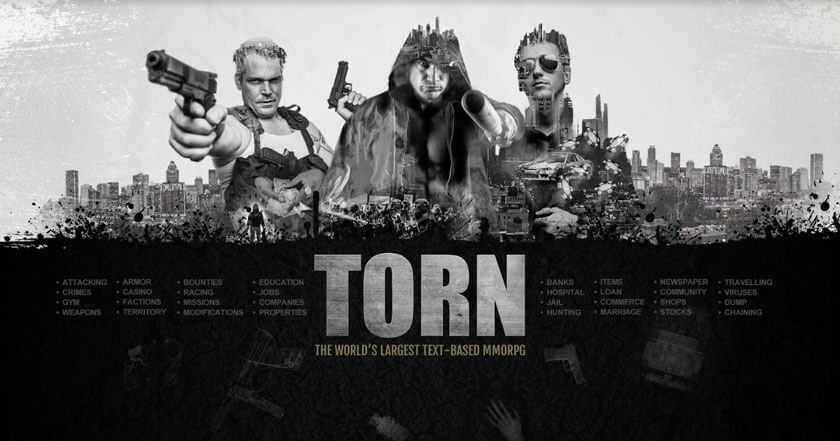 TORN
THE WORLD'S LARGEST TEXT-BASED MMORPG
• ATTACKING
• CRIMES
• GYM
• WEAPONS
• ARMOR
• CASINO
• FACTIONS
• TERRITORY
• BOUNTIES
• RACING
• MISSIONS
• MODIFICATIONS
• EDUCATION
• JOBS
• COMPANIES
• PROPERTIES
• BANKS
• HOSPITAL
• JAIL
• HUNTING
• ITEMS
• LOAN
• COMMERCE
• MARRIAGE
• NEWSPAPER
• COMMUNITY
• SHOPS
• STOCKS
• TRAVELLING
• VIRUSES
• DUMP
• CHAINING